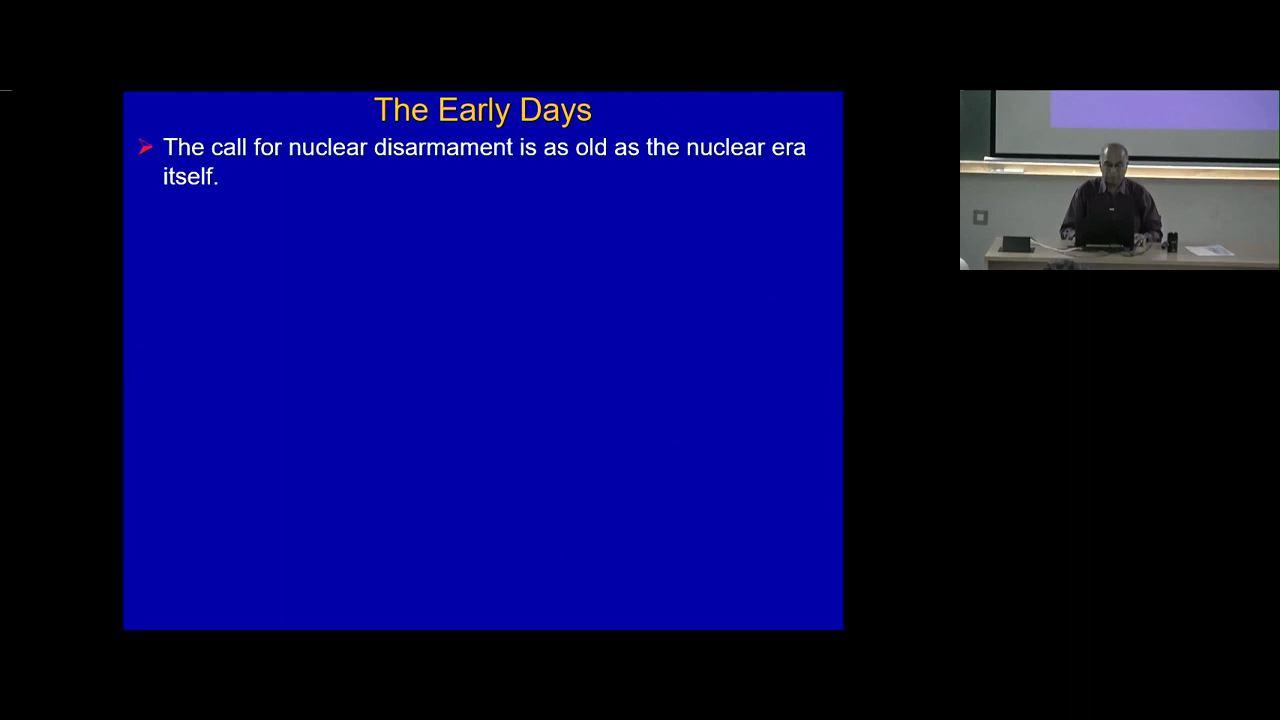 The Early Days
The call for nuclear disarmament is as old as the nuclear era
itself.